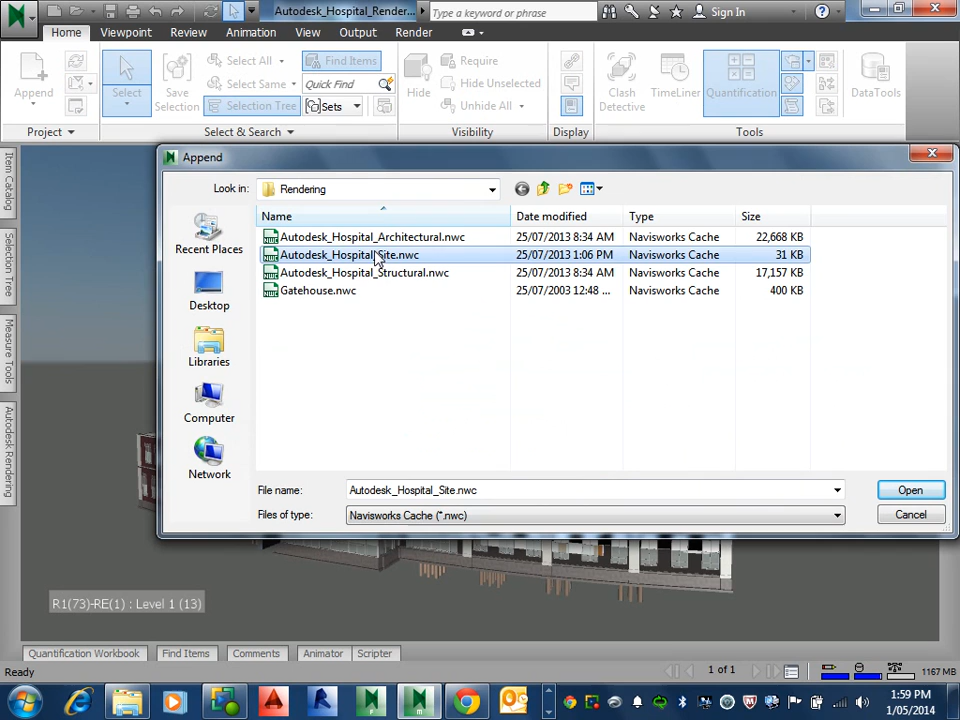 Autodesk_Hospital_Render...
Type a keyword or phrase
Sign In
Home Viewpoint Review Animation View Output Render
Append
Select
Save Selection
Select All
Select Same
Selection Tree
Find Items
Quick Find
Sets
Hide
Require
Hide Unselected
Unhide All
Clash Detective
TimeLiner
Quantification
DataTools
Project
Select & Search
Visibility
Display
Tools
Item Catalog
Selection Tree
Measure Tools
Autodesk Rendering
Append
Look in: Rendering
Name Date modified Type Size
Autodesk_Hospital_Architectural.nwc 25/07/2013 8:34 AM Navisworks Cache 22,668 KB
Autodesk_Hospital_Site.nwc 25/07/2013 1:06 PM Navisworks Cache 31 KB
Autodesk_Hospital_Structural.nwc 25/07/2013 8:34 AM Navisworks Cache 17,157 KB
Gatehouse.nwc 25/07/2003 12:48 ... Navisworks Cache 400 KB
Recent Places
Desktop
Libraries
Computer
Network
File name: Autodesk_Hospital_Site.nwc Open
Files of type: Navisworks Cache (*.nwc) Cancel
R1(73)-RE(1) : Level 1 (13)
Quantification Workbook Find Items Comments Animator Scripter
Ready 1 of 1 1167 MB
1:59 PM
1/05/2014